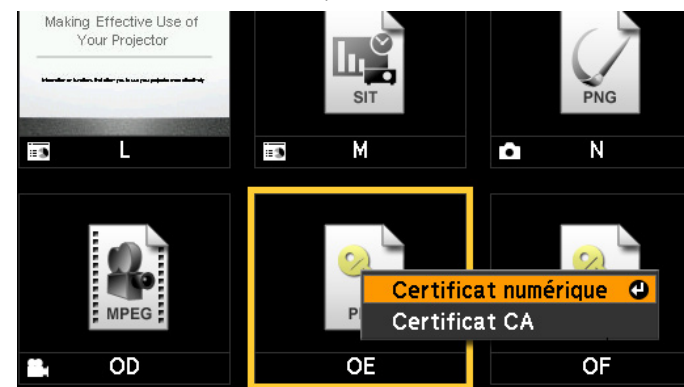 Making Effective Use of
Your Projector
SIT
PNG
L
M
N
MPEG
P
Certificat numérique
Certificat CA
OD
OE
OF